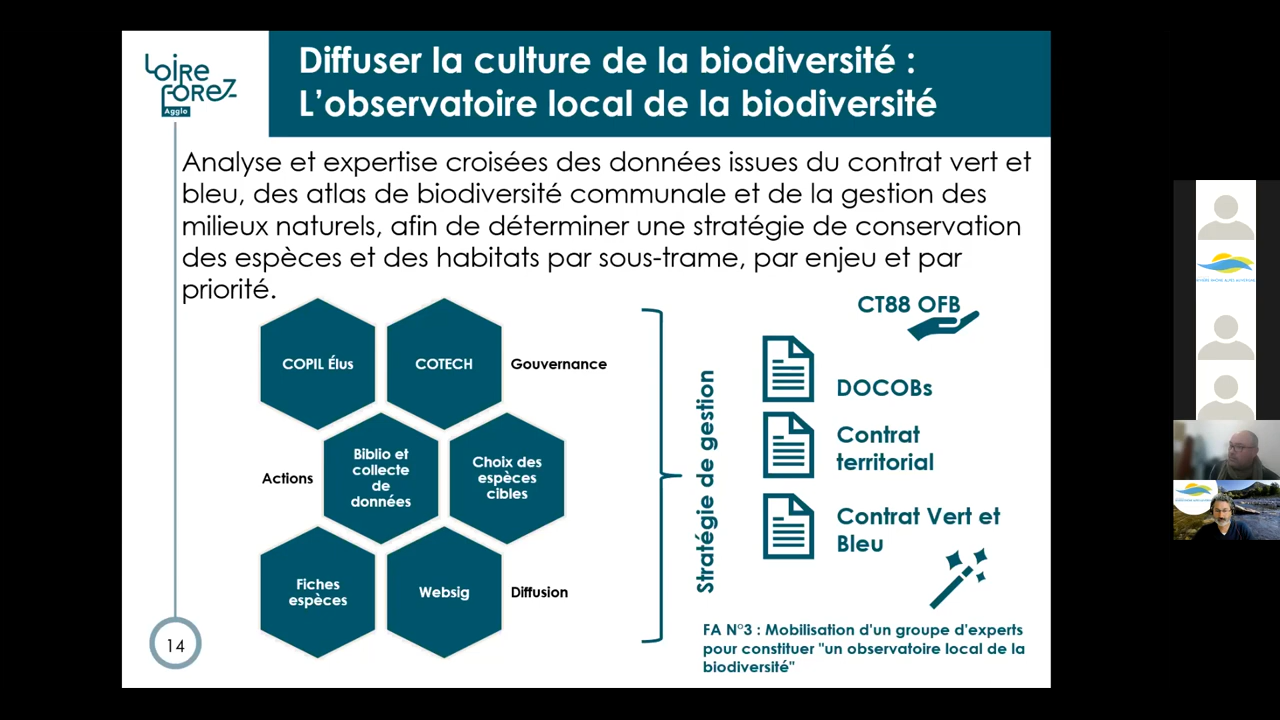 LOIRE
FOREZ
Agglo
Diffuser la culture de la biodiversité :
L'observatoire local de la biodiversité
Analyse et expertise croisées des données issues du contrat vert et
bleu, des atlas de biodiversité communale et de la gestion des
milieux naturels, afin de déterminer une stratégie de conservation
des espèces et des habitats par sous-trame, par enjeu et par
priorité.
COPIL Élus
COTECH
Gouvernance
Actions
Biblio et
collecte
de
données
Choix des
espèces
cibles
Fiches
espèces
Websig
Diffusion
Stratégie de gestion
CT88 OFB
DOCOBs
Contrat
territorial
Contrat Vert et
Bleu
FA N°3 : Mobilisation d'un groupe d'experts
pour constituer "un observatoire local de la
biodiversité"
14